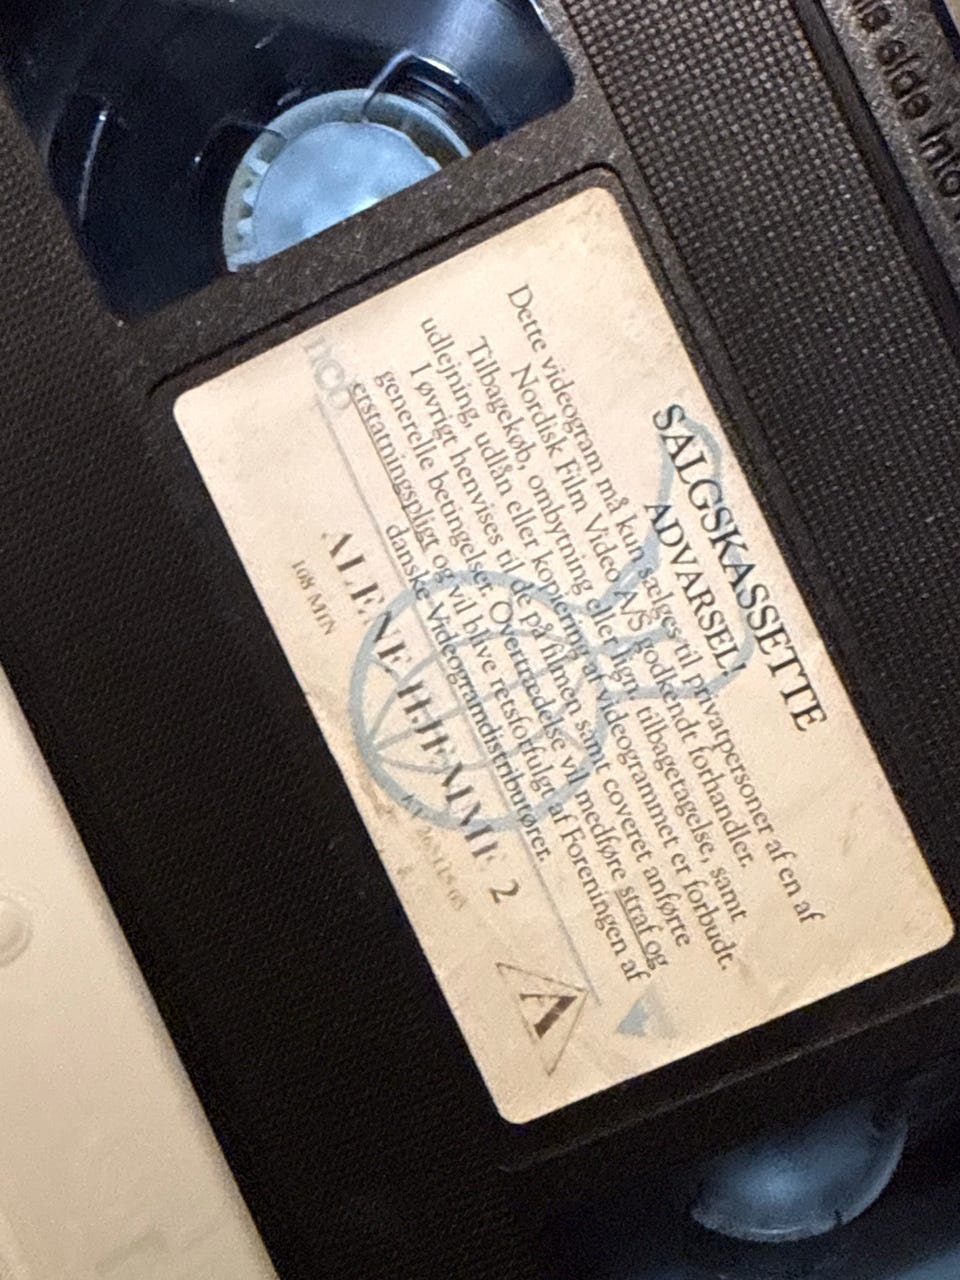 SALGSKASSETTE
ADVARSEL!
Dette videogram må kun sælges til privatpersoner af en af
Nordisk Film Video A/S godkendt forhandler.
Tilbagekøb, ombytning eller lign. tilbagetagelse, samt
udlejning, udlån eller kopiering af videogrammet er forbudt.
I øvrigt henvises til de på filmen samt coveret anførte
generelle betingelser. Overtrædelse vil medføre straf og
erstatningspligt og vil blive retsforfulgt af Foreningen af
danske Videogramdistributører.
ncb
ALENE HJEMME 2
A
108 MIN
side into